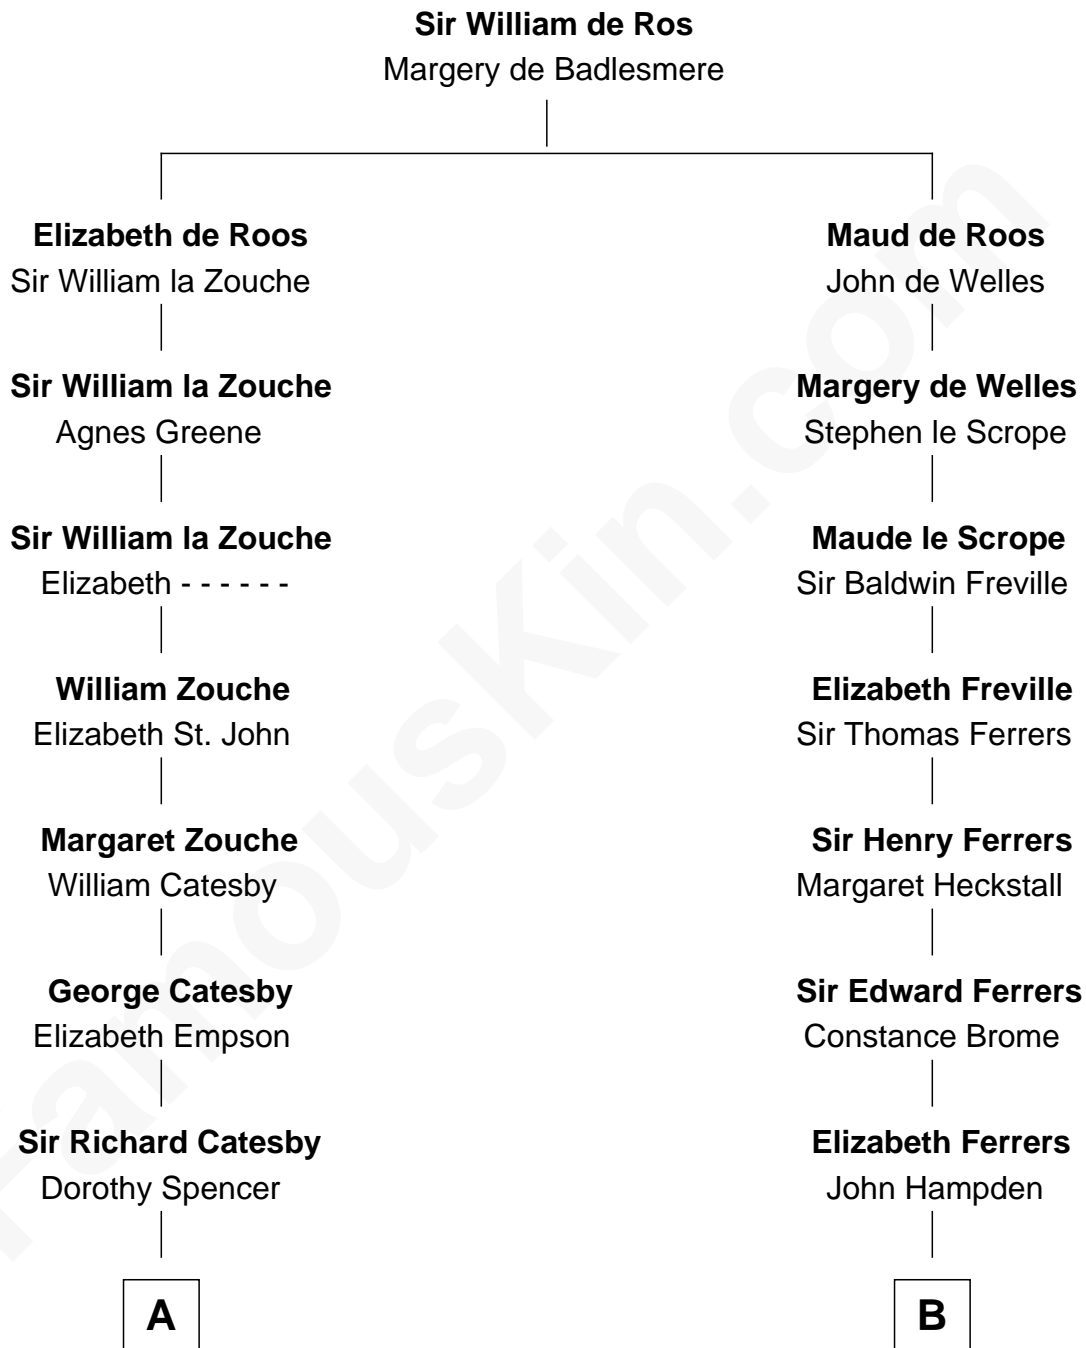 Sir William de Ros
Margery de Badlesmere
Elizabeth de Roos
Sir William la Zouche
Maud de Roos
John de Welles
Sir William la Zouche
Agnes Greene
Margery de Welles
Stephen le Scrope
Sir William la Zouche
Elizabeth - - - - - -
Maude le Scrope
Sir Baldwin Freville
William Zouche
Elizabeth St. John
Elizabeth Freville
Sir Thomas Ferrers
Margaret Zouche
William Catesby
Sir Henry Ferrers
Margaret Heckstall
George Catesby
Elizabeth Empson
Sir Edward Ferrers
Constance Brome
Sir Richard Catesby
Dorothy Spencer
Elizabeth Ferrers
John Hampden
A
B
FamousKin.com